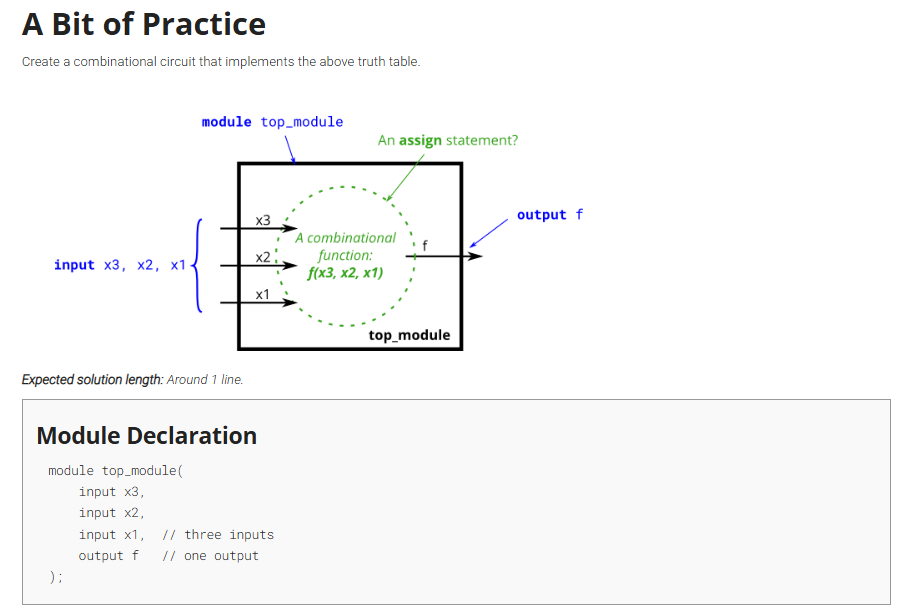 A Bit of Practice
Create a combinational circuit that implements the above truth table.
module top_module
An assign statement?
output f
x3
A combinational
f
x2
function:
input x3, x2, x1
f(x3, x2, x1)
x1
top_module
Expected solution length: Around 1 line.
Module Declaration
module top_module(
input x3,
input x2,
input x1,  // three inputs
output f   // one output
);